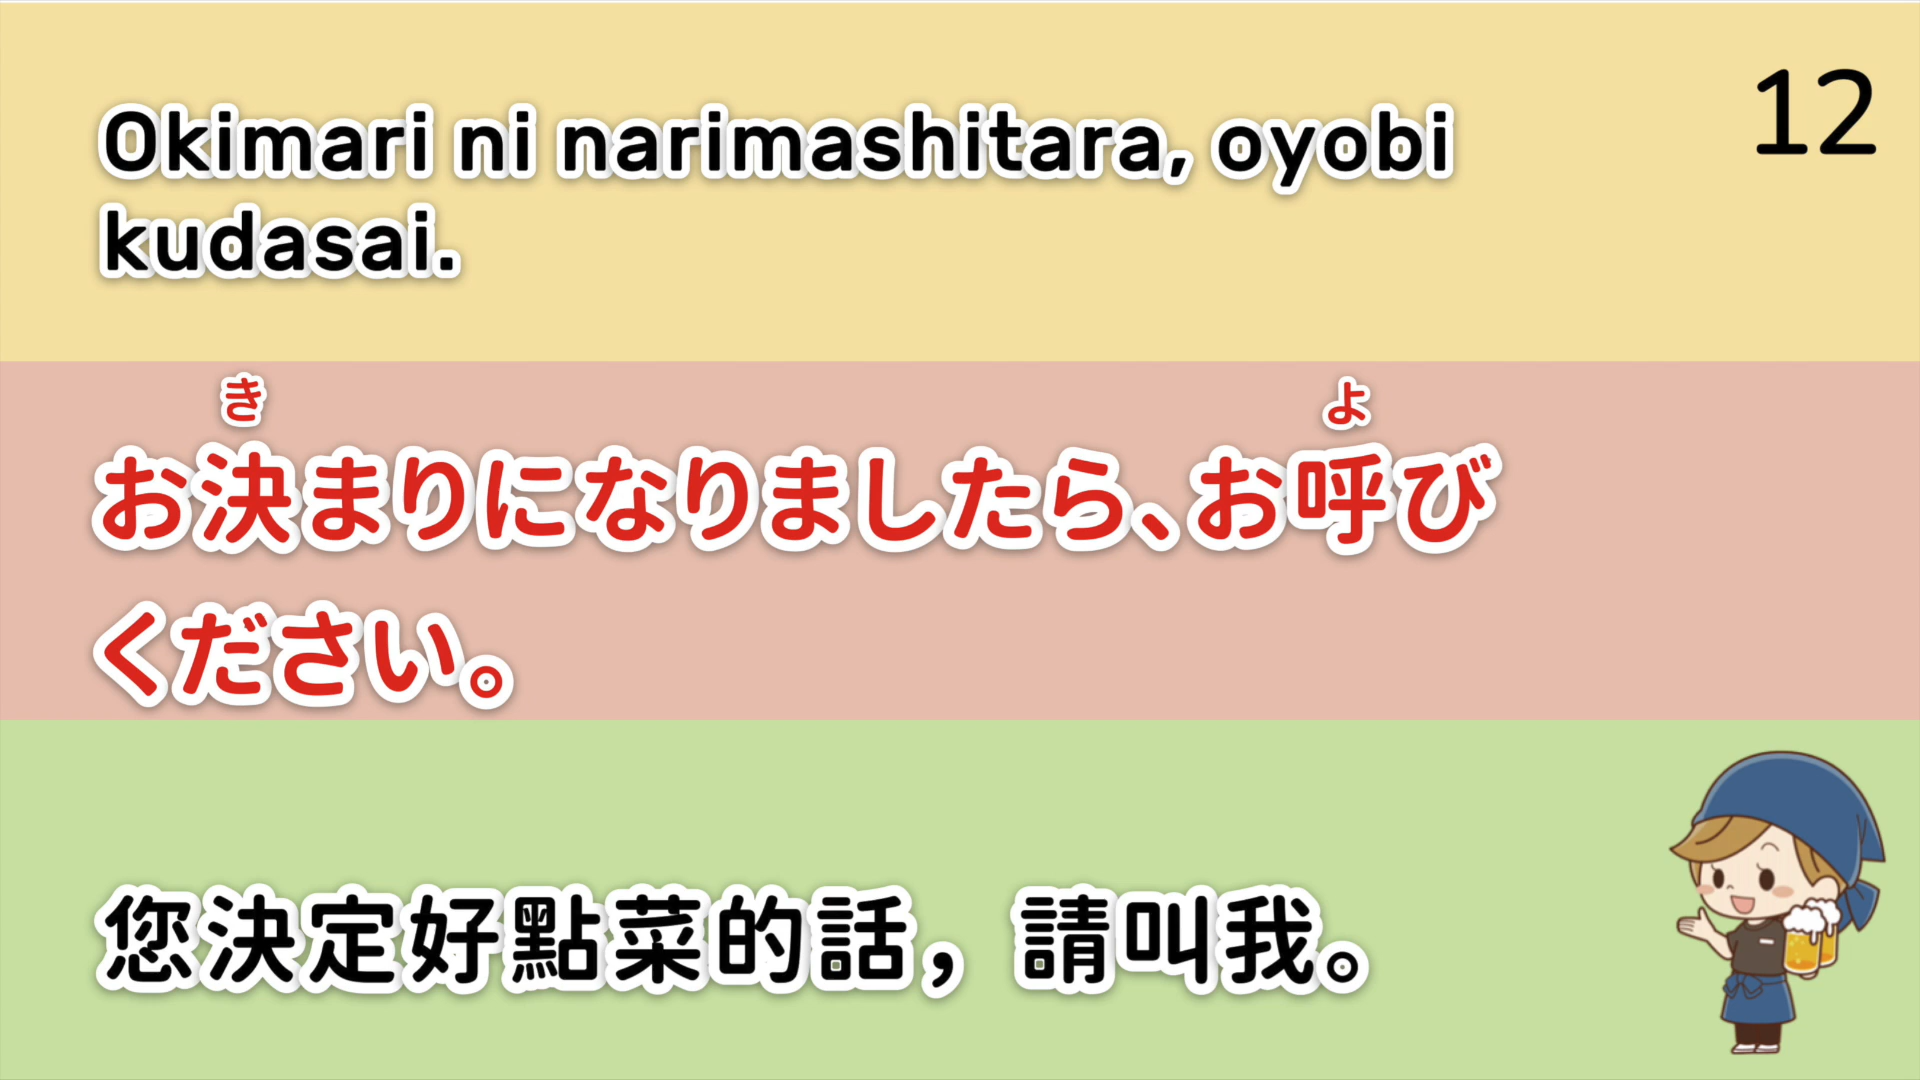 12
Okimari ni narimashitara, oyobi
kudasai.
き よ
お決まりになりましたら、お呼び
ください。
您決定好點菜的話，請叫我。